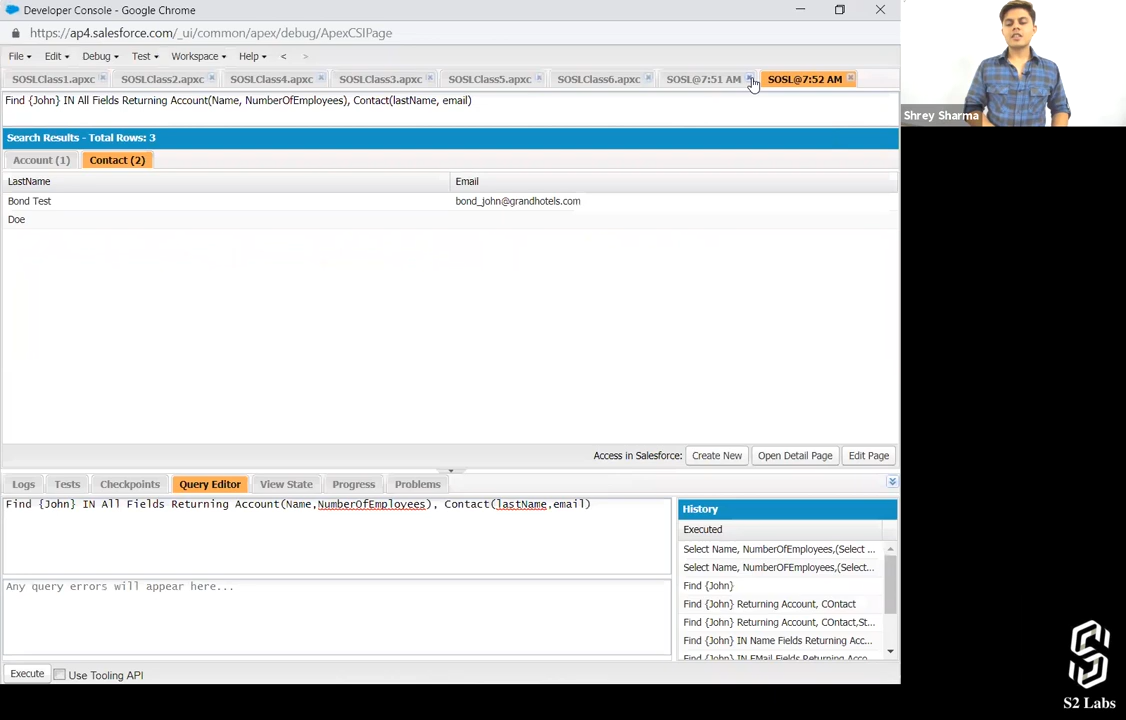 Developer Console - Google Chrome
https://ap4.salesforce.com/_ui/common/apex/debug/ApexCSIPage
File Edit Debug Test Workspace Help < >
SOSLClass1.apxc SOSLClass2.apxc SOSLClass4.apxc SOSLClass3.apxc SOSLClass5.apxc SOSLClass6.apxc SOSL@7:51 AM SOSL@7:52 AM
Find {John} IN All Fields Returning Account(Name, NumberOfEmployees), Contact(lastName, email)
Shrey Sharma
Search Results - Total Rows: 3
Account (1) Contact (2)
LastName Email
Bond Test bond_john@grandhotels.com
Doe
Access in Salesforce: Create New Open Detail Page Edit Page
Logs Tests Checkpoints Query Editor View State Progress Problems
Find {John} IN All Fields Returning Account(Name,NumberOfEmployees), Contact(lastName,email)
Any query errors will appear here...
History
Executed
Select Name, NumberOfEmployees,(Select ...
Select Name, NumberOFEmployees,(Select...
Find {John}
Find {John} Returning Account, COntact
Find {John} Returning Account, COntact,St...
Find {John} IN Name Fields Returning Acc...
Find {John} IN EMail Fields Returning Acco...
Execute Use Tooling API
S2 Labs